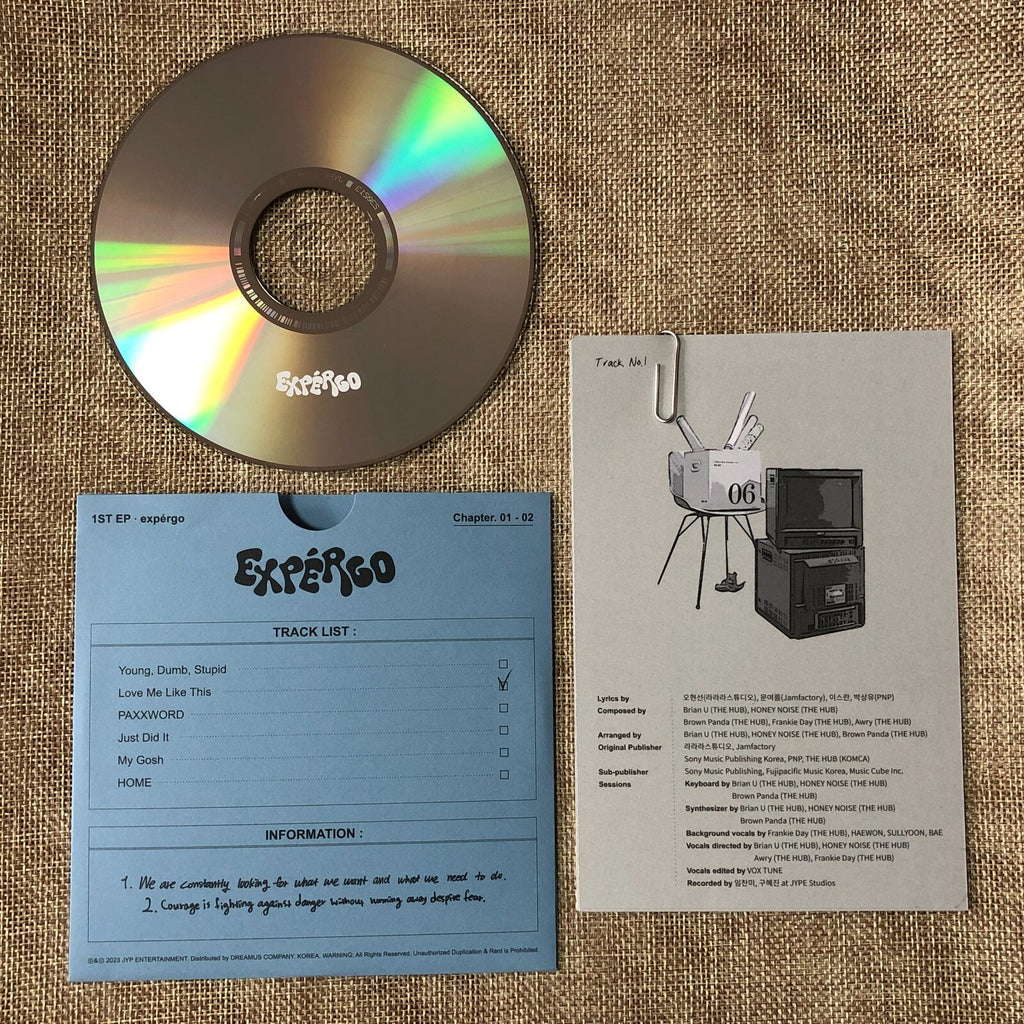 EXPÉRGO
1ST EP · expérgo
Chapter. 01 - 02
EXPÉRGO
TRACK LIST :
Young, Dumb, Stupid
Love Me Like This
PAXXWORD
Just Did It
My Gosh
HOME
INFORMATION :
1. We are constantly looking for what we want and what we need to do.
2. Courage is fighting against danger without running away despite fear.
℗&© 2023 JYP ENTERTAINMENT. Distributed by DREAMUS COMPANY. KOREA. WARNING; All Rights Reserved. Unauthorized Duplication & Rent Is Prohibited.
Track No.1
06
Lyrics by 오현선(라라라스튜디오), 문여름(Jamfactory), 이스란, 박상유(PNP)
Composed by Brian U (THE HUB), HONEY NOISE (THE HUB)
Brown Panda (THE HUB), Frankie Day (THE HUB), Awry (THE HUB)
Arranged by Brian U (THE HUB), HONEY NOISE (THE HUB), Brown Panda (THE HUB)
Original Publisher 라라라스튜디오, Jamfactory
Sony Music Publishing Korea, PNP, THE HUB (KOMCA)
Sub-publisher Sony Music Publishing, Fujipacific Music Korea, Music Cube Inc.
Sessions Keyboard by Brian U (THE HUB), HONEY NOISE (THE HUB)
Brown Panda (THE HUB)
Synthesizer by Brian U (THE HUB), HONEY NOISE (THE HUB)
Brown Panda (THE HUB)
Background vocals by Frankie Day (THE HUB), HAEWON, SULLYOON, BAE
Vocals directed by Brian U (THE HUB), HONEY NOISE (THE HUB)
Awry (THE HUB), Frankie Day (THE HUB)
Vocals edited by VOX TUNE
Recorded by 임찬미, 구혜진 at JYPE Studios